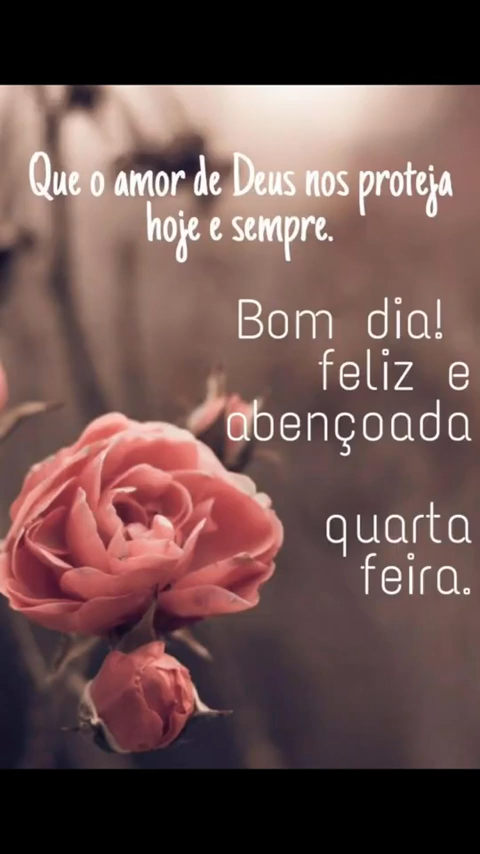 Que o amor de Deus nos proteja
hoje e sempre.
Bom dia!
feliz e
abençoada
quarta
feira.